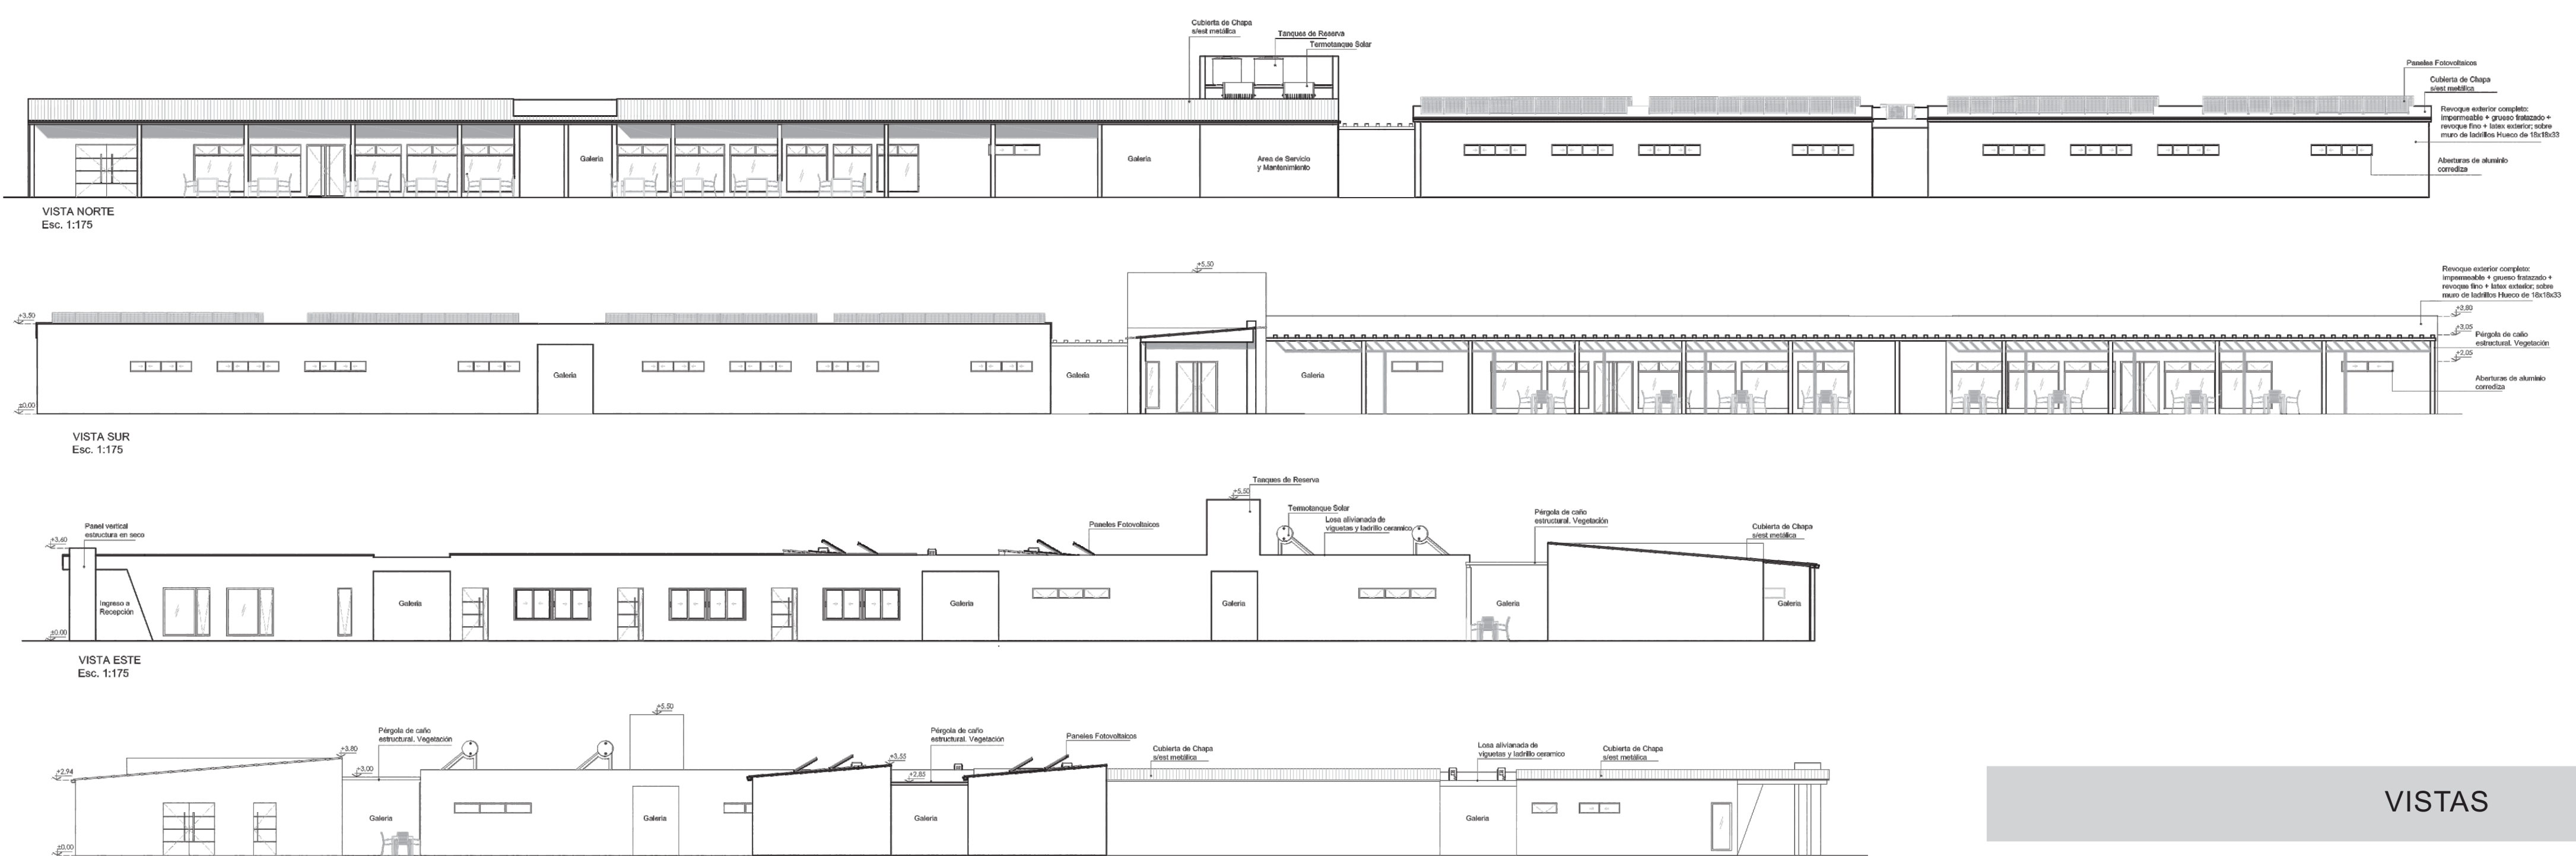 Cubierta de Chapa
s/est metálica
Tanques de Reserva
Termotanque Solar
Paneles Fotovoltaicos
Cubierta de Chapa
s/est metálica
Revoque exterior completo:
impermeable + grueso fratazado +
revoque fino + latex exterior; sobre
muro de ladrillos Hueco de 18x18x33
Aberturas de aluminio
corrediza
Galería
Galería
Area de Servicio
y Mantenimiento
VISTA NORTE
Esc. 1:175
+5.50
Revoque exterior completo:
impermeable + grueso fratazado +
revoque fino + latex exterior; sobre
muro de ladrillos Hueco de 18x18x33
+3.50
+3.80
+3.05
Pérgola de caño
estructural. Vegetación
+2.05
Aberturas de aluminio
corrediza
Galería
Galería
Galería
±0.00
VISTA SUR
Esc. 1:175
Tanques de Reserva
+5.50
Termotanque Solar
Losa alivianada de
viguetas y ladrillo ceramico
Pérgola de caño
estructural. Vegetación
Panel vertical
estructura en seco
Paneles Fotovoltaicos
Cubierta de Chapa
s/est metálica
+3.60
Ingreso a
Recepción
Galería
Galería
Galería
Galería
Galería
±0.00
VISTA ESTE
Esc. 1:175
+5.50
Pérgola de caño
estructural. Vegetación
Pérgola de caño
estructural. Vegetación
Paneles Fotovoltaicos
Cubierta de Chapa
s/est metálica
Losa alivianada de
viguetas y ladrillo ceramico
Cubierta de Chapa
s/est metálica
+3.80
+3.55
+2.94
+3.00
+2.85
Galería
Galería
Galería
Galería
±0.00
VISTAS